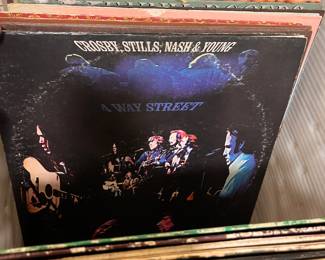 CROSBY, STILLS, NASH & YOUNG
4 WAY STREET